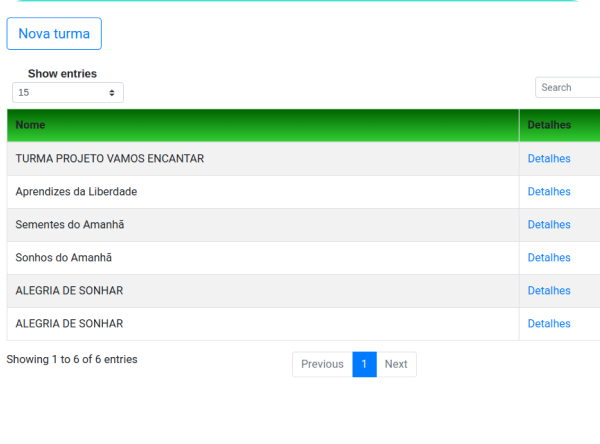 Nova turma
Show entries
15
Search
Nome Detalhes
TURMA PROJETO VAMOS ENCANTAR Detalhes
Aprendizes da Liberdade Detalhes
Sementes do Amanhã Detalhes
Sonhos do Amanhã Detalhes
ALEGRIA DE SONHAR Detalhes
ALEGRIA DE SONHAR Detalhes
Showing 1 to 6 of 6 entries
Previous 1 Next